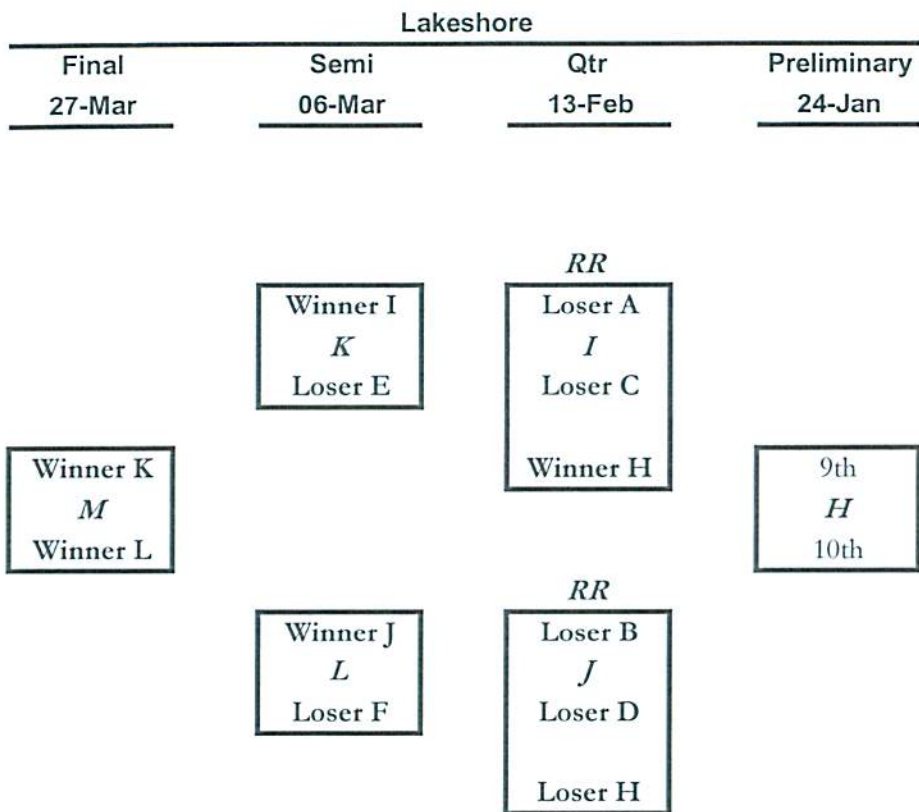 Lakeshore
Final Semi Qtr Preliminary
27-Mar 06-Mar 13-Feb 24-Jan
RR
Winner I Loser A
K I
Loser E Loser C
Winner K Winner H 9th
M H
Winner L 10th
RR
Winner J Loser B
L J
Loser F Loser D
Loser H